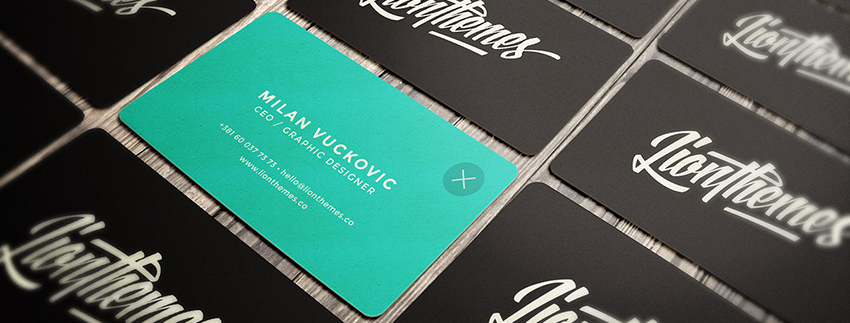 Lionthemes
Lionthemes
MILAN VUCKOVIC
CEO / GRAPHIC DESIGNER
+381 60 037 73 73 • hello@lionthemes.co
www.lionthemes.co
Lionthemes
Lionthemes